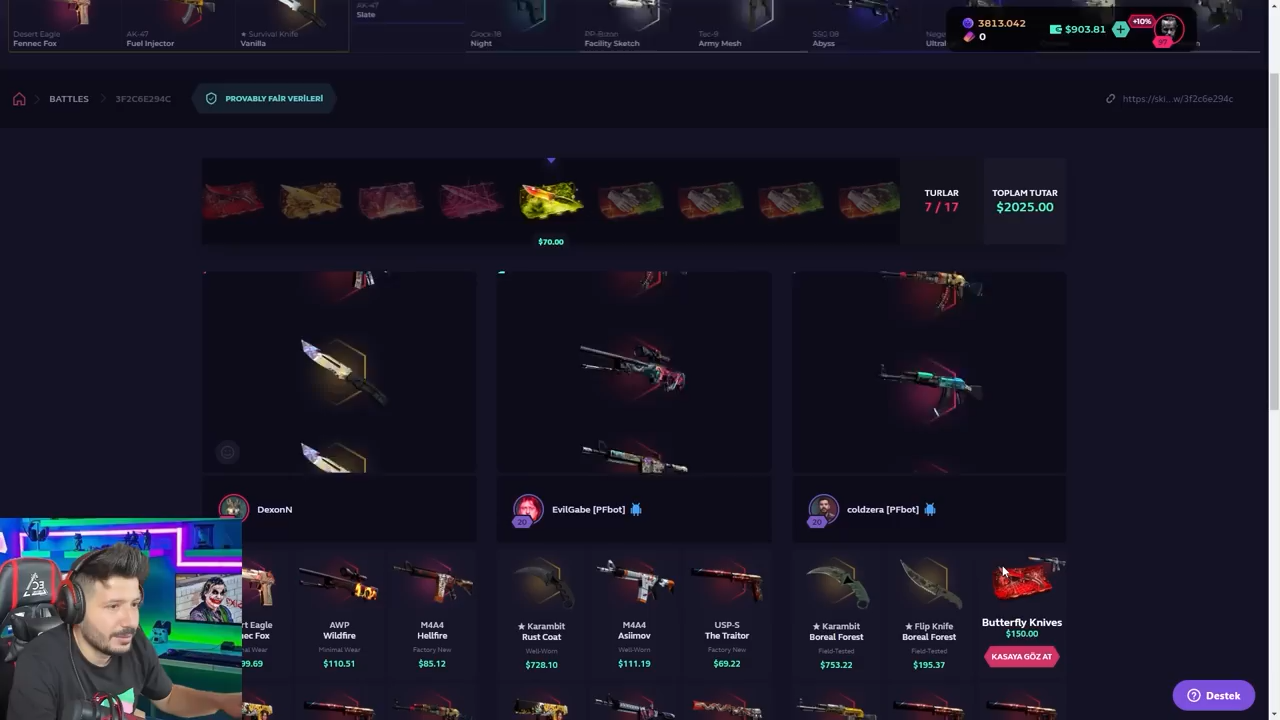 Desert Eagle
Fennec Fox
AK-47
Fuel Injector
★ Survival Knife
Vanilla
AK-47
Slate
Glock-18
Night
PP-Bizon
Facility Sketch
Tec-9
Army Mesh
SSG 08
Abyss
3813.042
0
$903.81
+10%
BATTLES
3F2C6E294C
PROVABLY FAİR VERİLERİ
https://ski...w/3f2c6e294c
TURLAR
7 / 17
TOPLAM TUTAR
$2025.00
$70.00
DexonN
EvilGabe [PFbot]
20
coldzera [PFbot]
20
AWP
Wildfire
Minimal Wear
$110.51
M4A4
Hellfire
Factory New
$85.12
★ Karambit
Rust Coat
Well-Worn
$728.10
M4A4
Asiimov
Well-Worn
$111.19
USP-S
The Traitor
Factory New
$69.22
★ Karambit
Boreal Forest
Field-Tested
$753.22
★ Flip Knife
Boreal Forest
Field-Tested
$195.37
Butterfly Knives
$150.00
KASAYA GÖZ AT
Destek